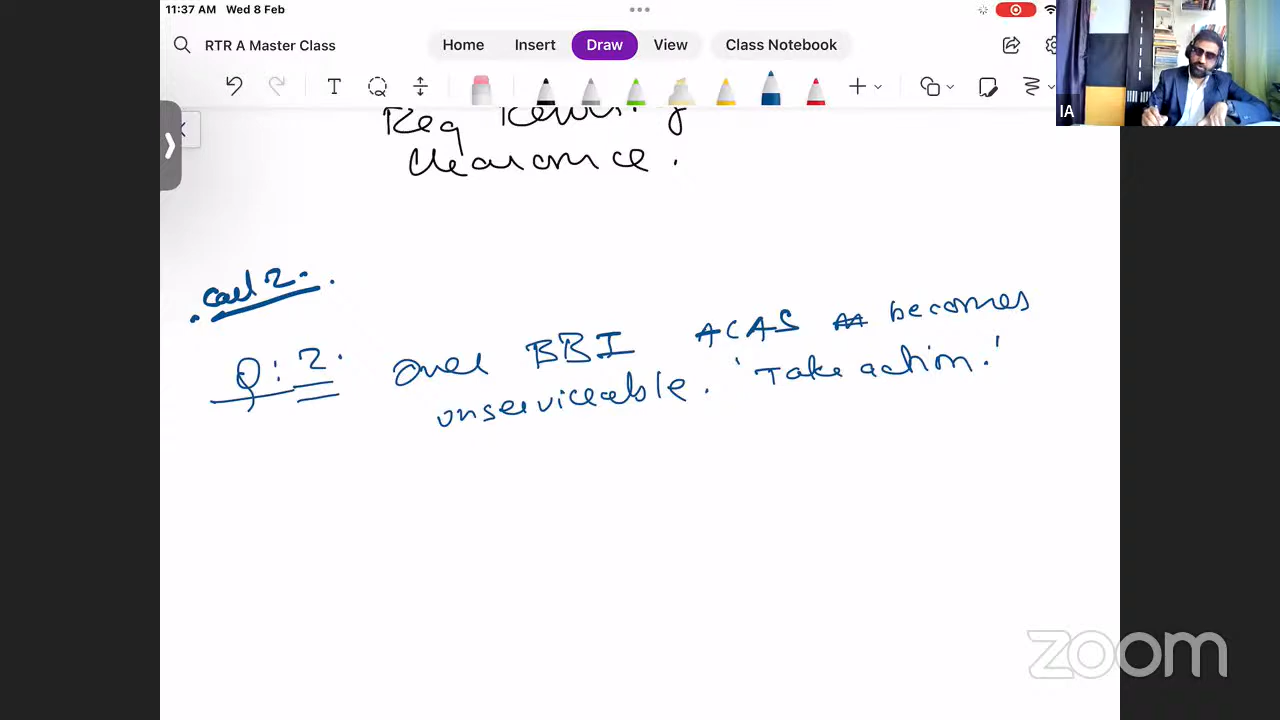 11:37 AM Wed 8 Feb
RTR A Master Class
Home Insert Draw View Class Notebook
T
IA
Req
clearance.
Call 2.
Q: 2. Over BBI ACAS becomes
unserviceable. 'Take action.'
zoom